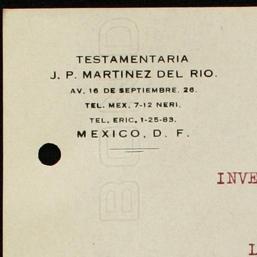 TESTAMENTARIA
J. P. MARTINEZ DEL RIO.
AV. 16 DE SEPTIEMBRE. 26.
TEL. MEX. 7-12 NERI.
TEL. ERIC. 1-25-83.
MEXICO, D. F.
INVE
L